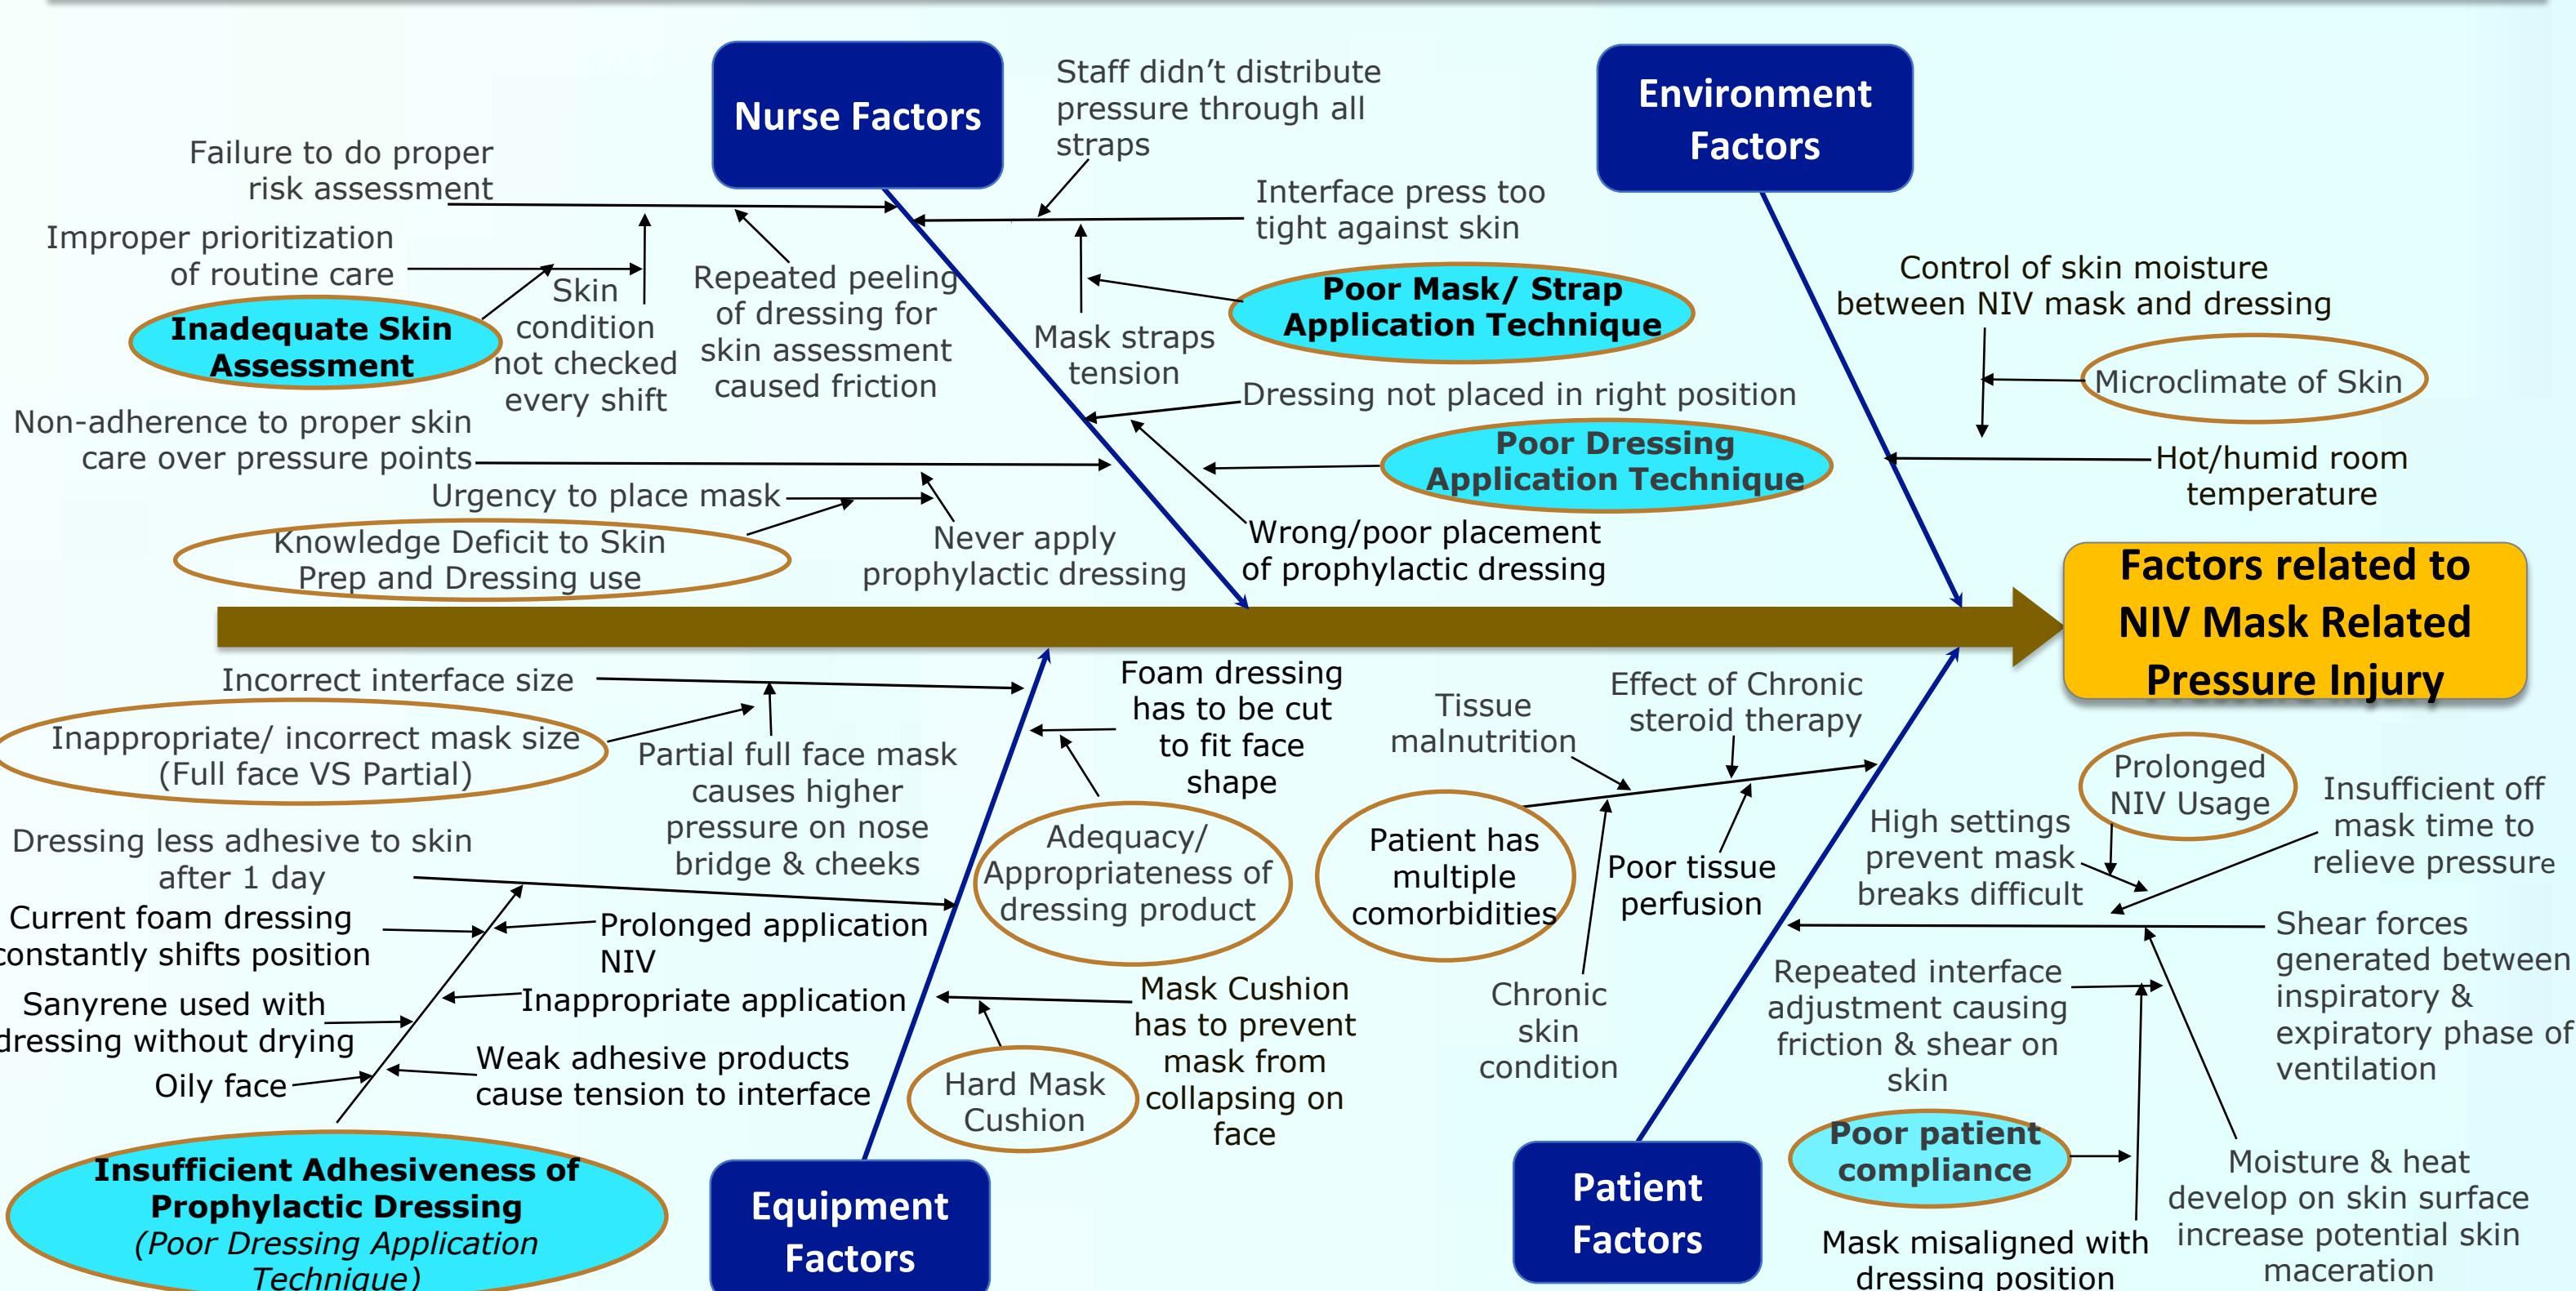 Nurse Factors
Environment
Factors
Staff didn’t distribute
pressure through all
straps
Failure to do proper
risk assessment
Interface press too
tight against skin
Improper prioritization
of routine care
Inadequate Skin
Assessment
Skin
condition
not checked
every shift
Repeated peeling
of dressing for
skin assessment
caused friction
Mask straps
tension
Poor Mask/ Strap
Application Technique
Control of skin moisture
between NIV mask and dressing
Microclimate of Skin
Hot/humid room
temperature
Dressing not placed in right position
Poor Dressing
Application Technique
Wrong/poor placement
of prophylactic dressing
Non-adherence to proper skin
care over pressure points
Urgency to place mask
Knowledge Deficit to Skin
Prep and Dressing use
Never apply
prophylactic dressing
Factors related to
NIV Mask Related
Pressure Injury
Incorrect interface size
Inappropriate/ incorrect mask size
(Full face VS Partial)
Partial full face mask
causes higher
pressure on nose
bridge & cheeks
Foam dressing
has to be cut
to fit face
shape
Adequacy/
Appropriateness of
dressing product
Dressing less adhesive to skin
after 1 day
Current foam dressing
constantly shifts position
Prolonged application
NIV
Sanyrene used with
dressing without drying
Inappropriate application
Oily face
Weak adhesive products
cause tension to interface
Insufficient Adhesiveness of
Prophylactic Dressing
(Poor Dressing Application
Technique)
Mask Cushion
has to prevent
mask from
collapsing on
face
Hard Mask
Cushion
Equipment
Factors
Tissue
malnutrition
Effect of Chronic
steroid therapy
Patient has
multiple
comorbidities
Poor tissue
perfusion
Chronic
skin
condition
Prolonged
NIV Usage
High settings
prevent mask
breaks difficult
Insufficient off
mask time to
relieve pressure
Shear forces
generated between
inspiratory &
expiratory phase of
ventilation
Repeated interface
adjustment causing
friction & shear on
skin
Poor patient
compliance
Mask misaligned with
dressing position
Moisture & heat
develop on skin surface
increase potential skin
maceration
Patient
Factors